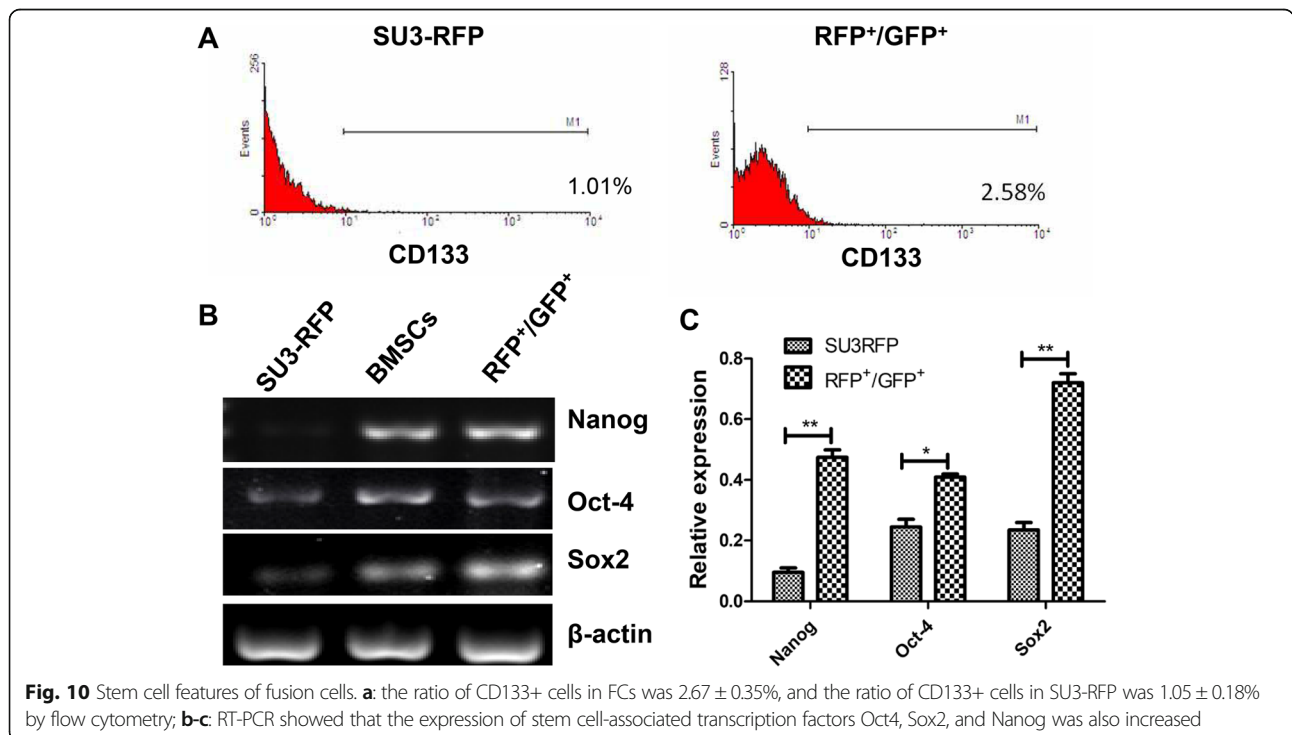 A
SU3-RFP
RFP⁺/GFP⁺
256
Events
0
M1
1.01%
10⁰ 10¹ 10² 10³ 10⁴
CD133
128
Events
0
M1
2.58%
10⁰ 10¹ 10² 10³ 10⁴
CD133
B
SU3-RFP
BMSCs
RFP⁺/GFP⁺
Nanog
Oct-4
Sox2
β-actin
C
SU3RFP
RFP⁺/GFP⁺
Relative expression
0.8
0.6
0.4
0.2
0.0
**
*
**
Nanog
Oct-4
Sox2
Fig. 10 Stem cell features of fusion cells. a: the ratio of CD133+ cells in FCs was 2.67 ± 0.35%, and the ratio of CD133+ cells in SU3-RFP was 1.05 ± 0.18%
by flow cytometry; b-c: RT-PCR showed that the expression of stem cell-associated transcription factors Oct4, Sox2, and Nanog was also increased